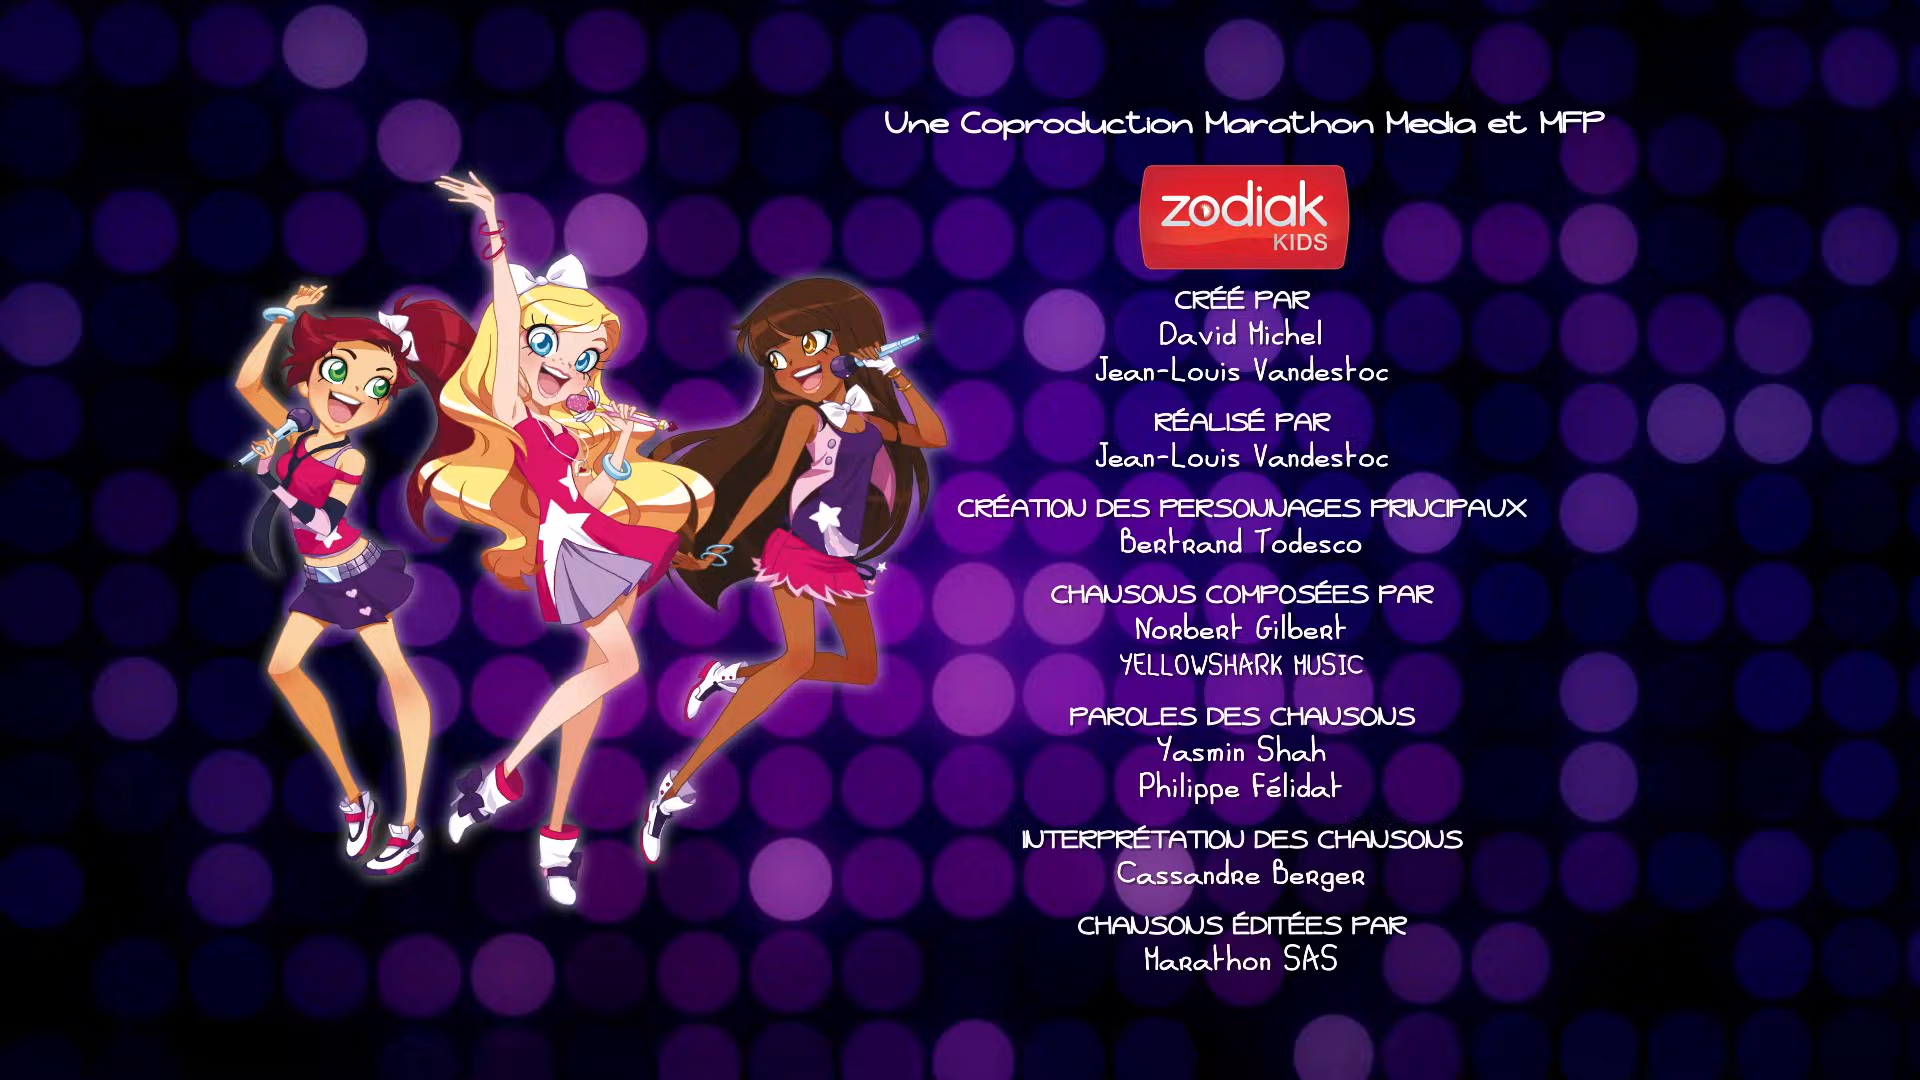 Une Coproduction Marathon Media et MFP
zodiak
KIDS
CRÉÉ PAR
David Michel
Jean-Louis Vandestoc
RÉALISÉ PAR
Jean-Louis Vandestoc
CRÉATION DES PERSONNAGES PRINCIPAUX
Bertrand Todesco
CHANSONS COMPOSÉES PAR
Norbert Gilbert
YELLOWSHARK MUSIC
PAROLES DES CHANSONS
Yasmin Shah
Philippe Félidat
INTERPRÉTATION DES CHANSONS
Cassandre Berger
CHANSONS ÉDITÉES PAR
Marathon SAS